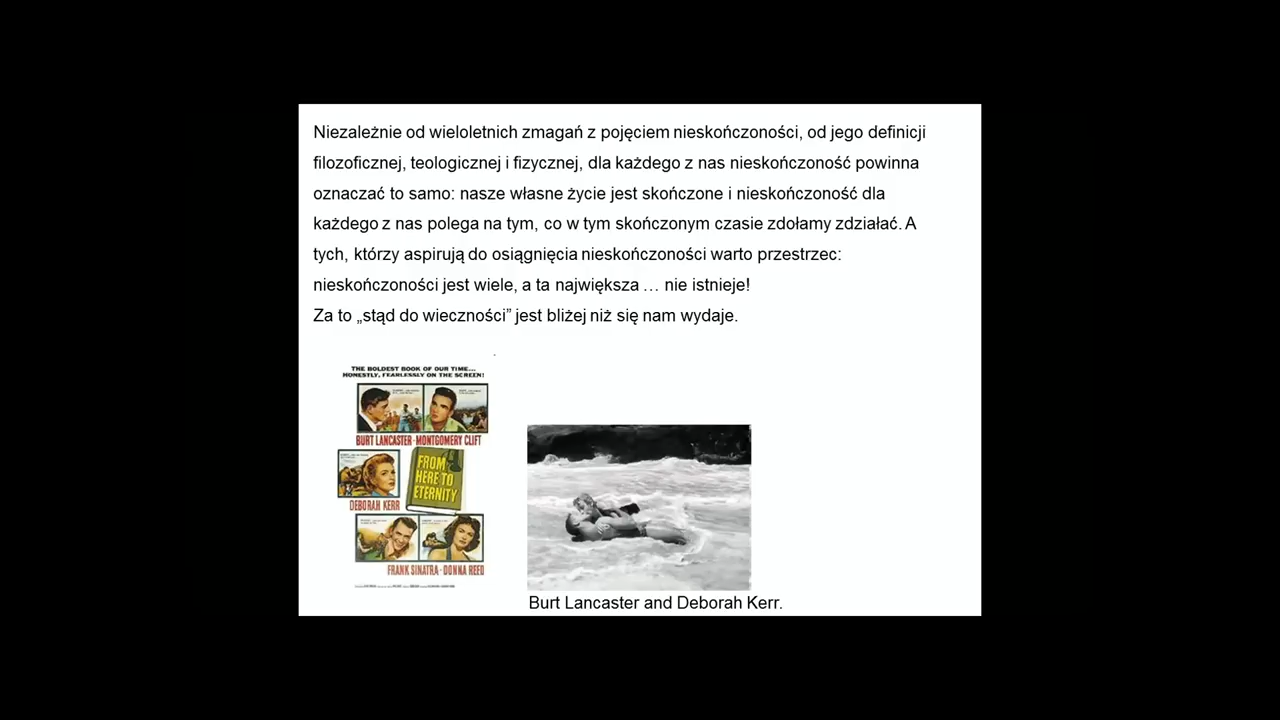 Niezależnie od wieloletnich zmagań z pojęciem nieskończoności, od jego definicji
filozoficznej, teologicznej i fizycznej, dla każdego z nas nieskończoność powinna
oznaczać to samo: nasze własne życie jest skończone i nieskończoność dla
każdego z nas polega na tym, co w tym skończonym czasie zdołamy zdziałać. A
tych, którzy aspirują do osiągnięcia nieskończoności warto przestrzec:
nieskończoności jest wiele, a ta największa … nie istnieje!
Za to „stąd do wieczności” jest bliżej niż się nam wydaje.
THE BOLDEST BOOK OF OUR TIME...
HONESTLY, FEARLESSLY ON THE SCREEN!
BURT LANCASTER · MONTGOMERY CLIFT
FROM
HERE TO
ETERNITY
DEBORAH KERR
FRANK SINATRA · DONNA REED
Burt Lancaster and Deborah Kerr.